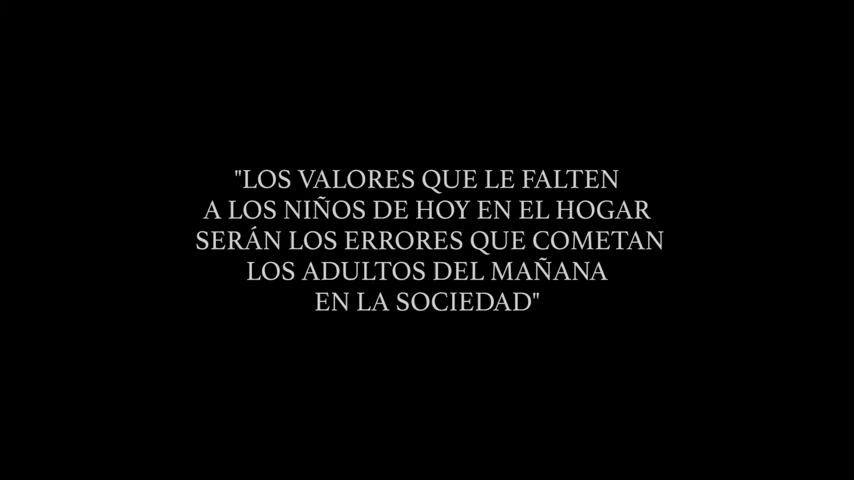 "LOS VALORES QUE LE FALTEN
A LOS NIÑOS DE HOY EN EL HOGAR
SERÁN LOS ERRORES QUE COMETAN
LOS ADULTOS DEL MAÑANA
EN LA SOCIEDAD"